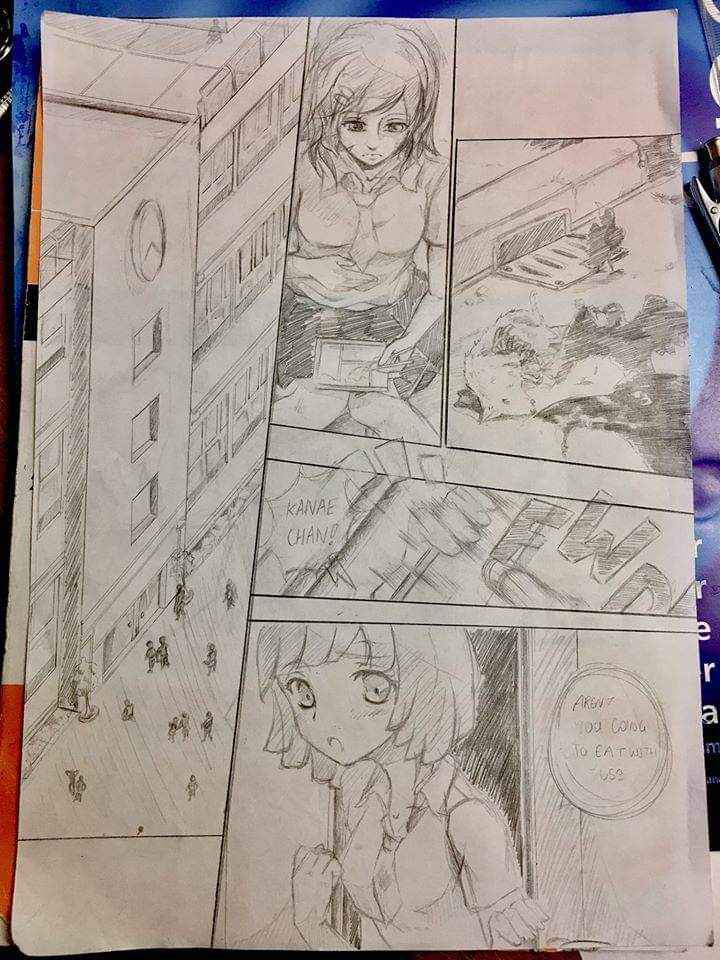 KANAE
CHAN!!
AREN'T
YOU GOING
TO EAT WITH
US?